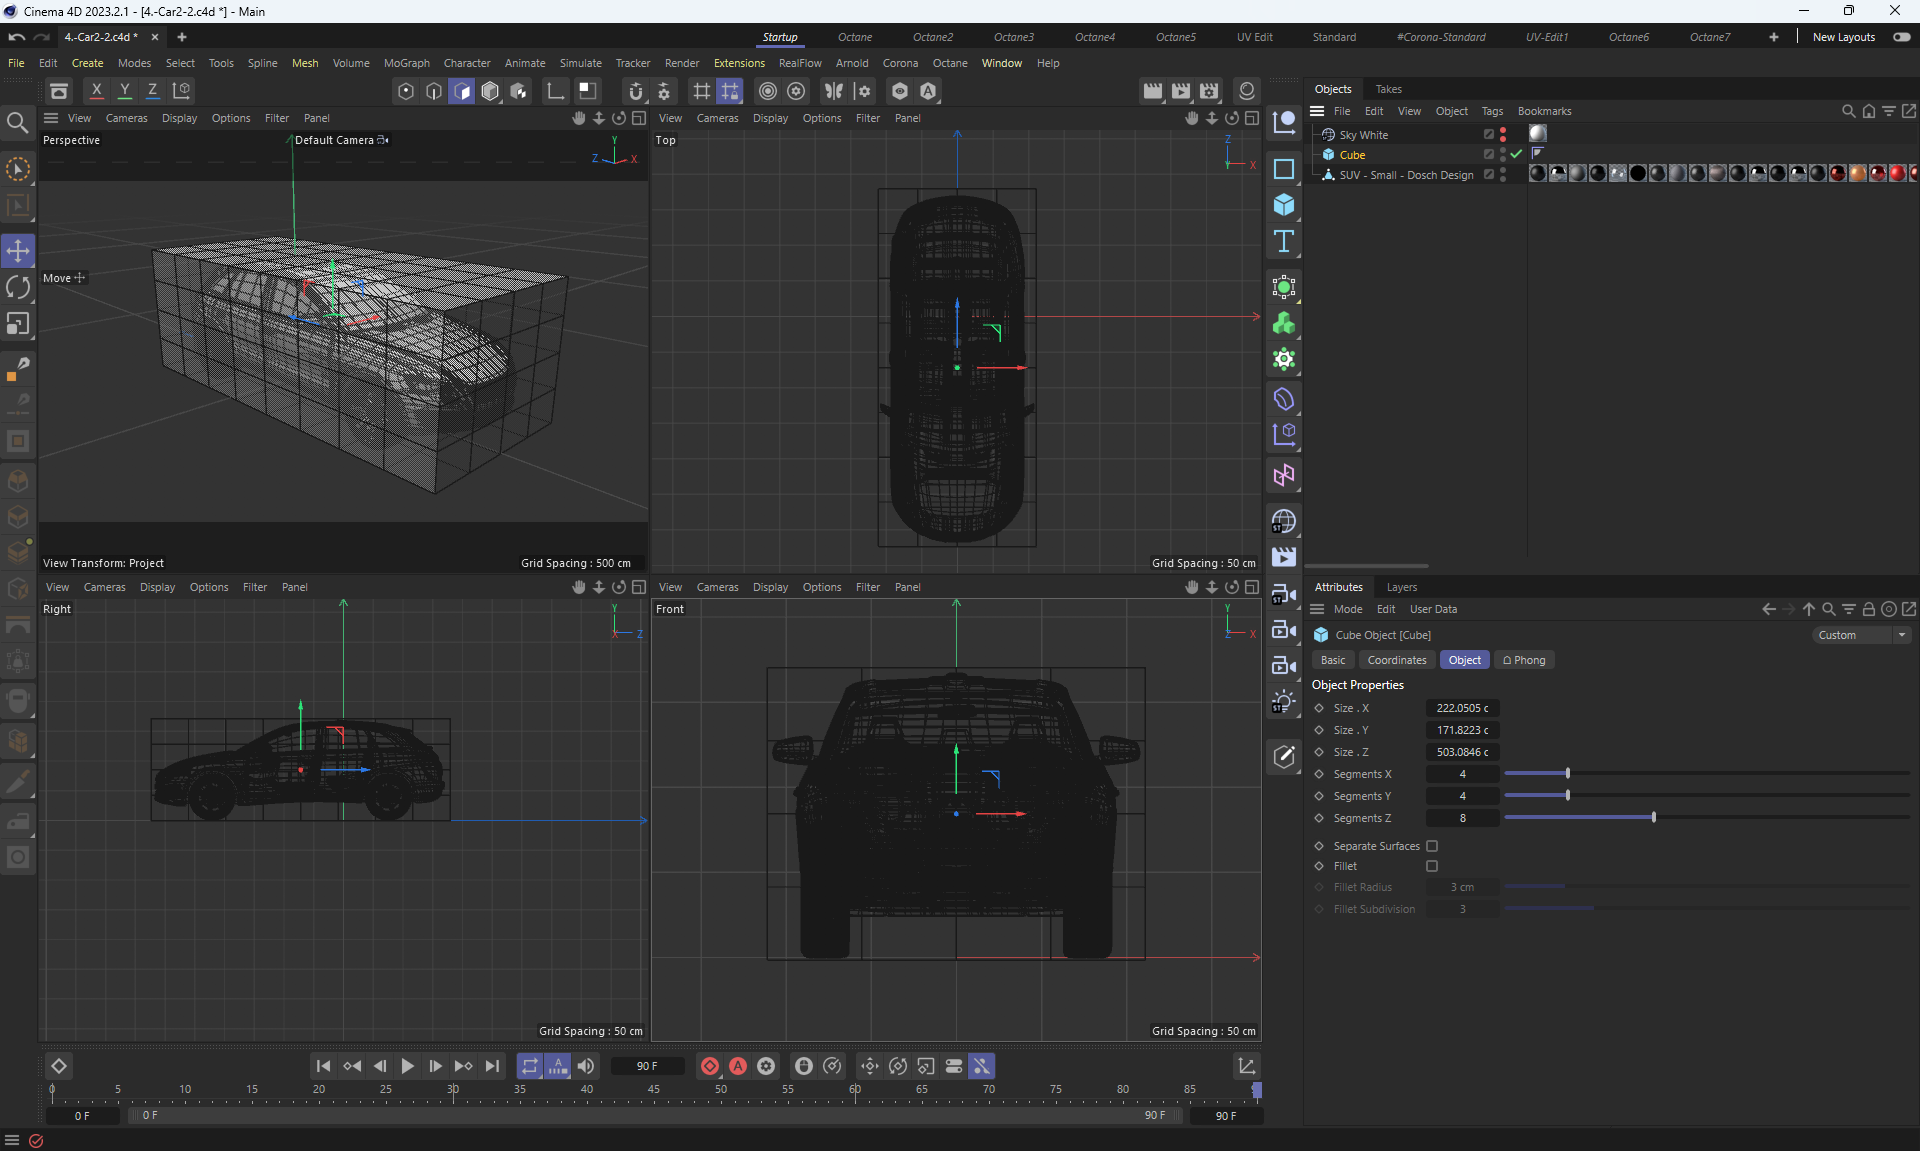 Cinema 4D 2023.2.1 - [4.-Car2-2.c4d *] - Main
4.-Car2-2.c4d *
Startup Octane Octane2 Octane3 Octane4 Octane5 UV Edit Standard #Corona-Standard UV-Edit1 Octane6 Octane7 New Layouts
File Edit Create Modes Select Tools Spline Mesh Volume MoGraph Character Animate Simulate Tracker Render Extensions RealFlow Arnold Corona Octane Window Help
X Y Z
Objects Takes
File Edit View Object Tags Bookmarks
View Cameras Display Options Filter Panel
View Cameras Display Options Filter Panel
Perspective
Default Camera
Y
Z X
Top
Z
Y X
Sky White
Cube
SUV - Small - Dosch Design
Move
View Transform: Project
Grid Spacing : 500 cm
Grid Spacing : 50 cm
View Cameras Display Options Filter Panel
View Cameras Display Options Filter Panel
Right
Y
X Z
Front
Y
Z X
Grid Spacing : 50 cm
Grid Spacing : 50 cm
ST
ST
ST
Attributes Layers
Mode Edit User Data
Cube Object [Cube]
Custom
Basic Coordinates Object Phong
Object Properties
Size . X 222.0505 c
Size . Y 171.8223 c
Size . Z 503.0846 c
Segments X 4
Segments Y 4
Segments Z 8
Separate Surfaces
Fillet
Fillet Radius 3 cm
Fillet Subdivision 3
90 F
0 5 10 15 20 25 30 35 40 45 50 55 60 65 70 75 80 85
0 F 0 F 90 F 90 F